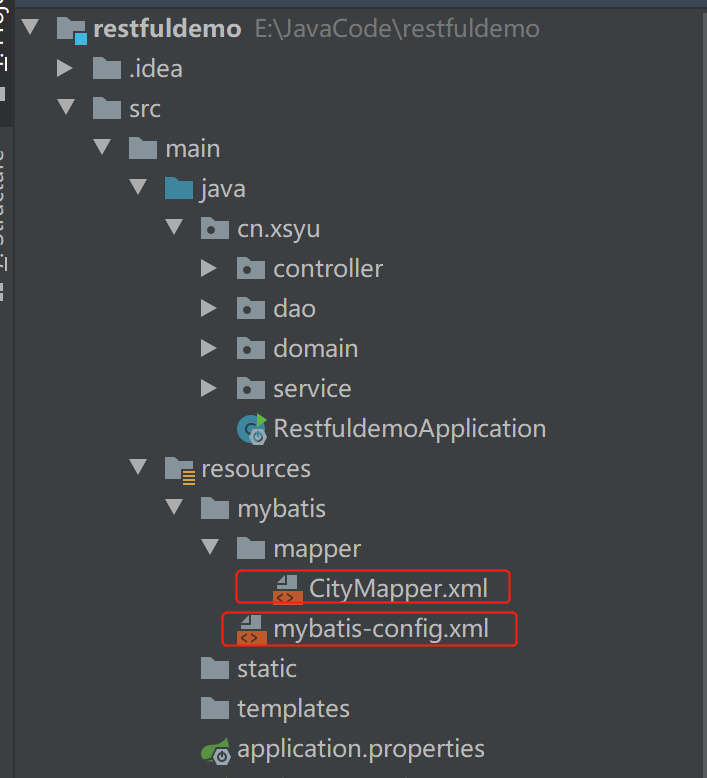 restfuldemo E:\JavaCode\restfuldemo
.idea
src
main
java
cn.xsyu
controller
dao
domain
service
RestfuldemoApplication
resources
mybatis
mapper
CityMapper.xml
mybatis-config.xml
static
templates
application.properties